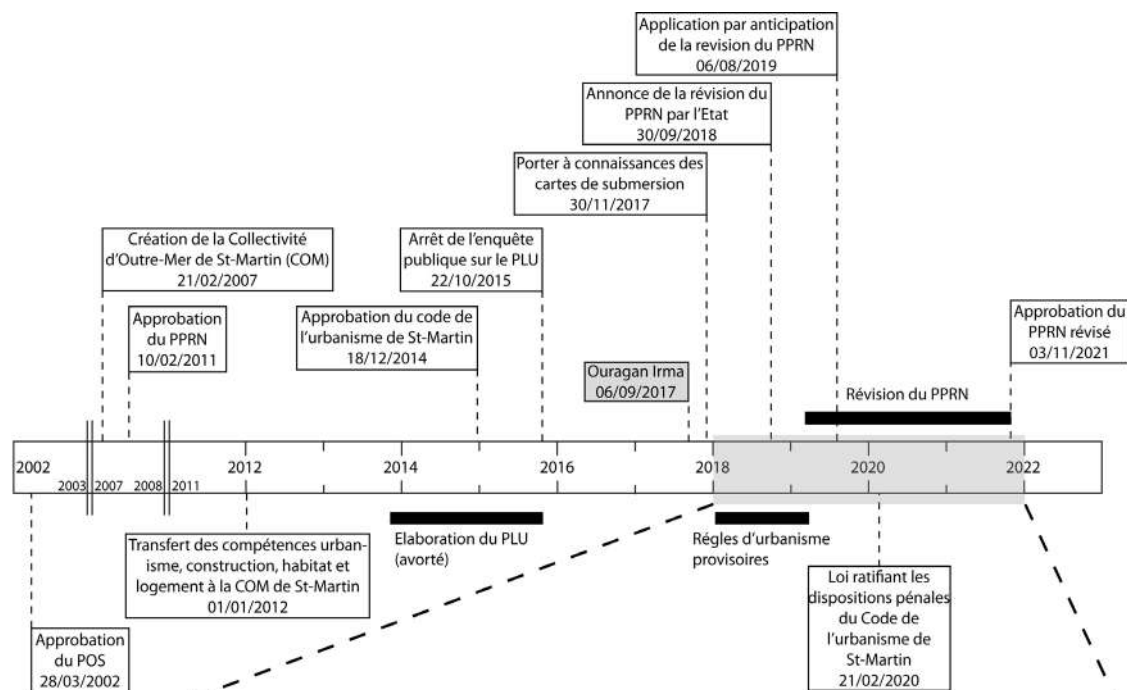 Application par anticipation
de la revision du PPRN
06/08/2019
Annonce de la révision du
PPRN par l'Etat
30/09/2018
Porter à connaissances des
cartes de submersion
30/11/2017
Création de la Collectivité
d'Outre-Mer de St-Martin (COM)
21/02/2007
Arrêt de l'enquête
publique sur le PLU
22/10/2015
Approbation
du PPRN
10/02/2011
Approbation du code de
l'urbanisme de St-Martin
18/12/2014
Approbation du
PPRN révisé
03/11/2021
Ouragan Irma
06/09/2017
Révision du PPRN
2002 2003 2007 2008 2011 2012 2014 2016 2018 2020 2022
Transfert des compétences urban-
isme, construction, habitat et
logement à la COM de St-Martin
01/01/2012
Elaboration du PLU
(avorté)
Régles d'urbanisme
provisoires
Loi ratifiant les
dispositions pénales
du Code de
l'urbanisme de
St-Martin
21/02/2020
Approbation
du POS
28/03/2002